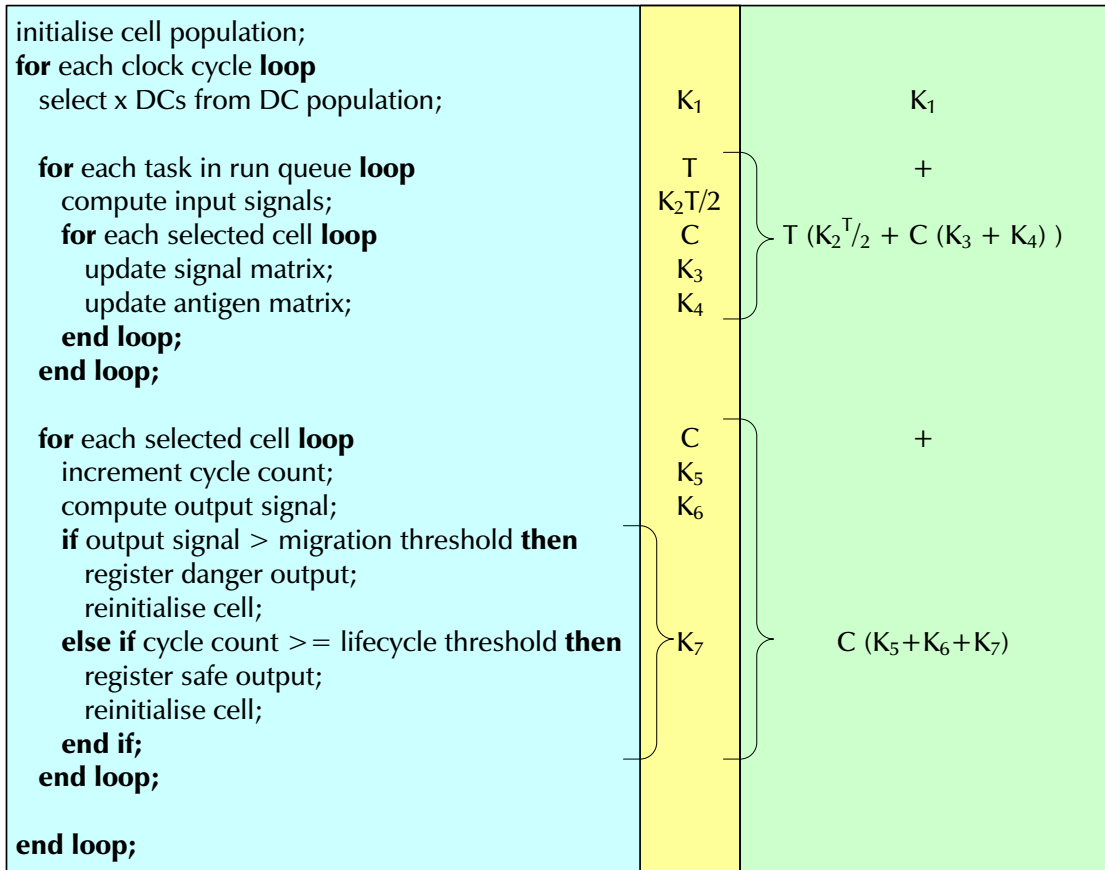 initialise cell population;
for each clock cycle loop
select x DCs from DC population; K₁ K₁
for each task in run queue loop T +
compute input signals; K₂T/2
for each selected cell loop C T (K₂ᵀ/₂ + C (K₃ + K₄) )
update signal matrix; K₃
update antigen matrix; K₄
end loop;
end loop;
for each selected cell loop C +
increment cycle count; K₅
compute output signal; K₆
if output signal > migration threshold then
register danger output;
reinitialise cell;
else if cycle count >= lifecycle threshold then K₇ C (K₅+K₆+K₇)
register safe output;
reinitialise cell;
end if;
end loop;
end loop;